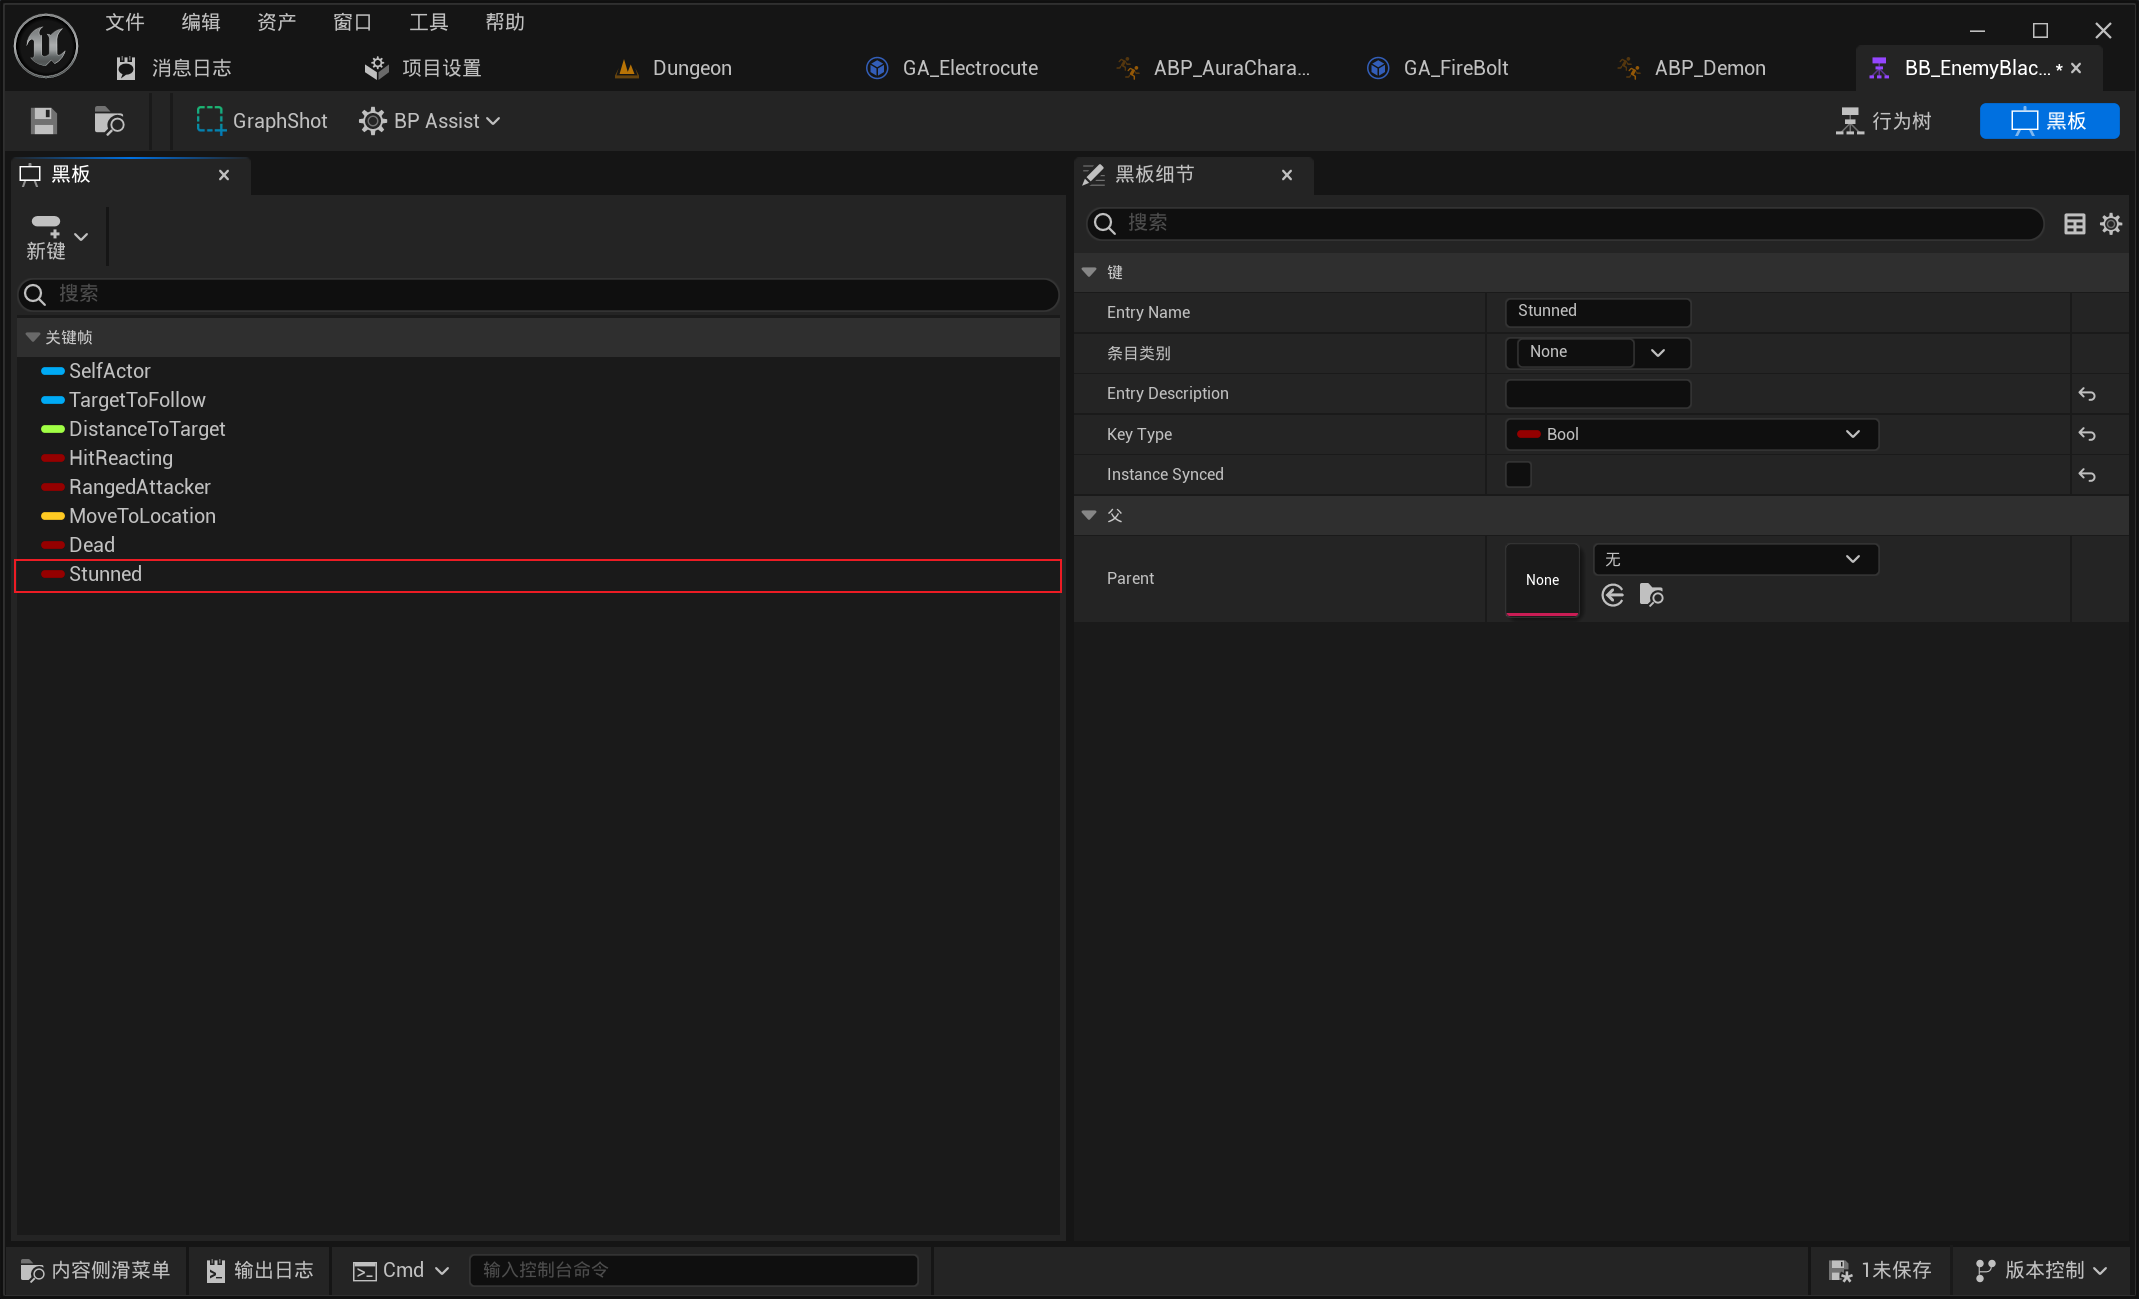 文件 编辑 资产 窗口 工具 帮助
消息日志 项目设置 Dungeon GA_Electrocute ABP_AuraChara... GA_FireBolt ABP_Demon BB_EnemyBlac... *
GraphShot BP Assist 行为树 黑板
黑板
新键
搜索
关键帧
SelfActor
TargetToFollow
DistanceToTarget
HitReacting
RangedAttacker
MoveToLocation
Dead
Stunned
黑板细节
搜索
键
Entry Name Stunned
条目类别 None
Entry Description
Key Type Bool
Instance Synced
父
Parent None 无
内容侧滑菜单 输出日志 Cmd 输入控制台命令 1未保存 版本控制